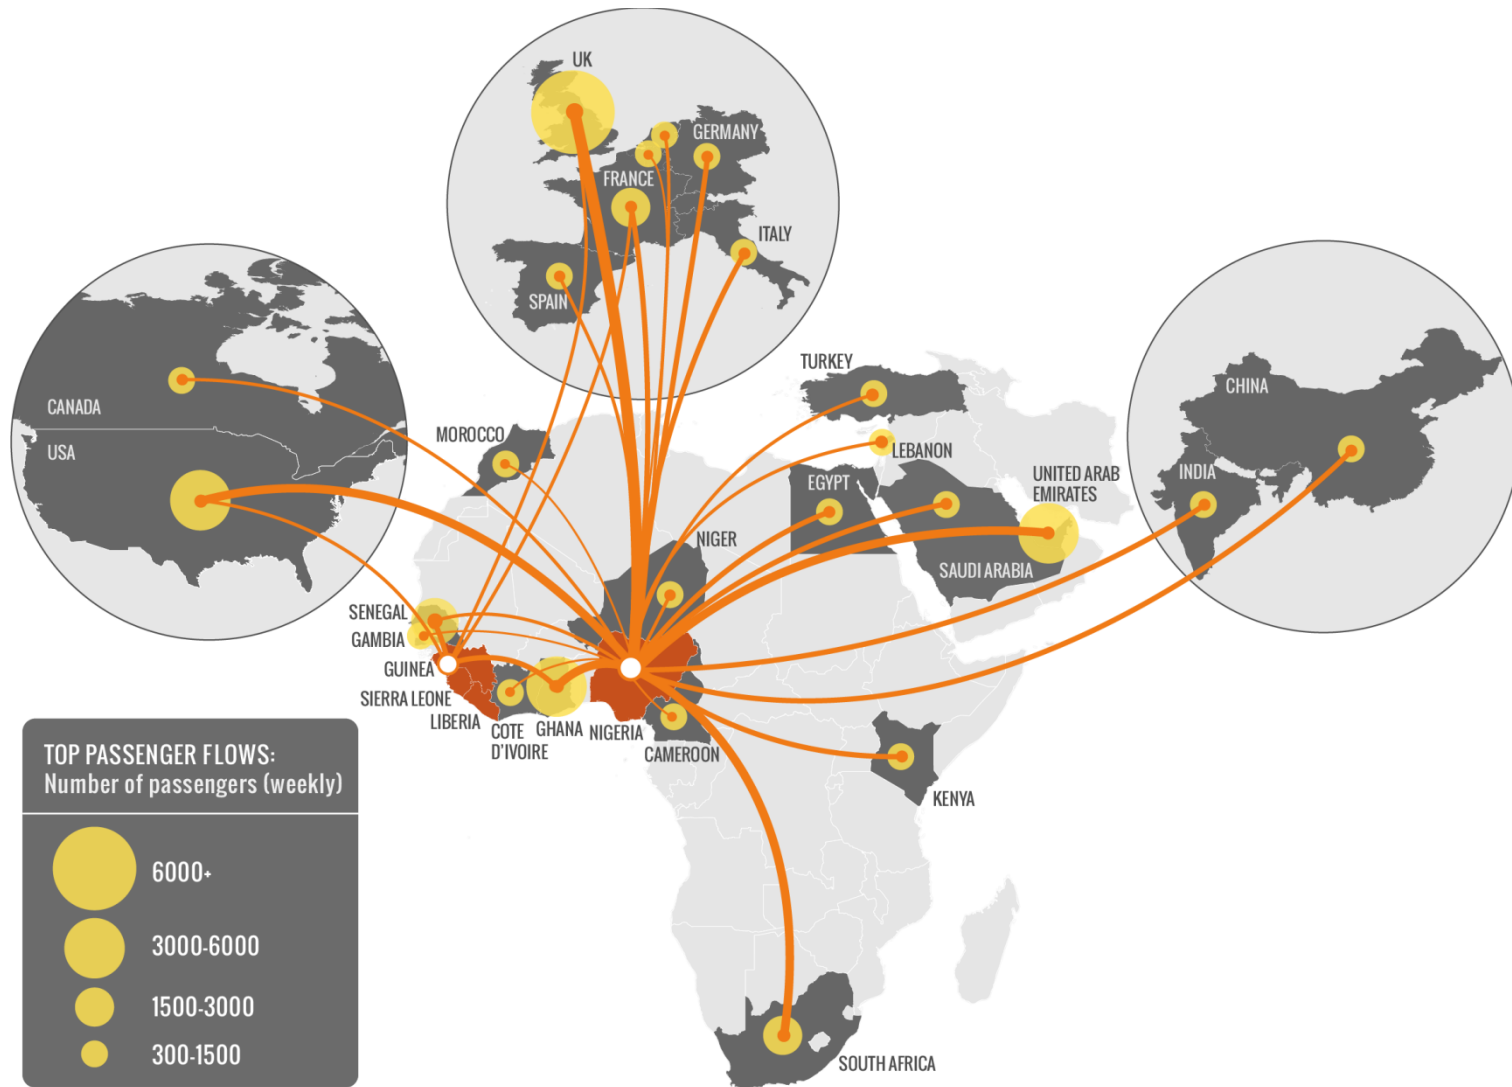 UK
GERMANY
FRANCE
ITALY
SPAIN
CANADA
USA
MOROCCO
TURKEY
LEBANON
EGYPT
UNITED ARAB
EMIRATES
SAUDI ARABIA
CHINA
INDIA
NIGER
SENEGAL
GAMBIA
GUINEA
SIERRA LEONE
LIBERIA
COTE
D'IVOIRE
GHANA
NIGERIA
CAMEROON
KENYA
SOUTH AFRICA
TOP PASSENGER FLOWS:
Number of passengers (weekly)
6000+
3000-6000
1500-3000
300-1500